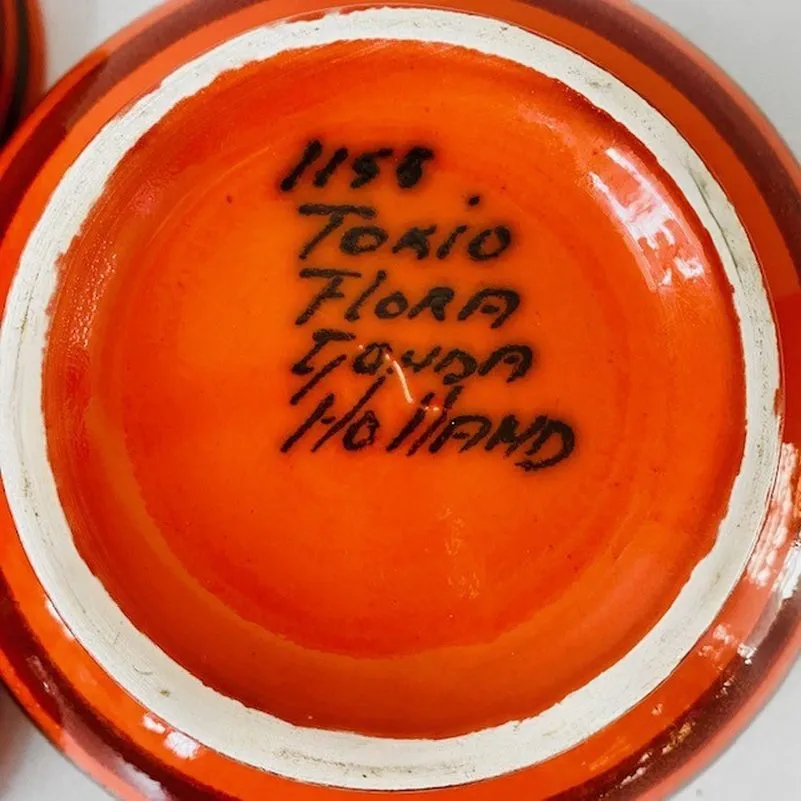 1158.
TOKIO
FlORA
GOUDA
HOllAND